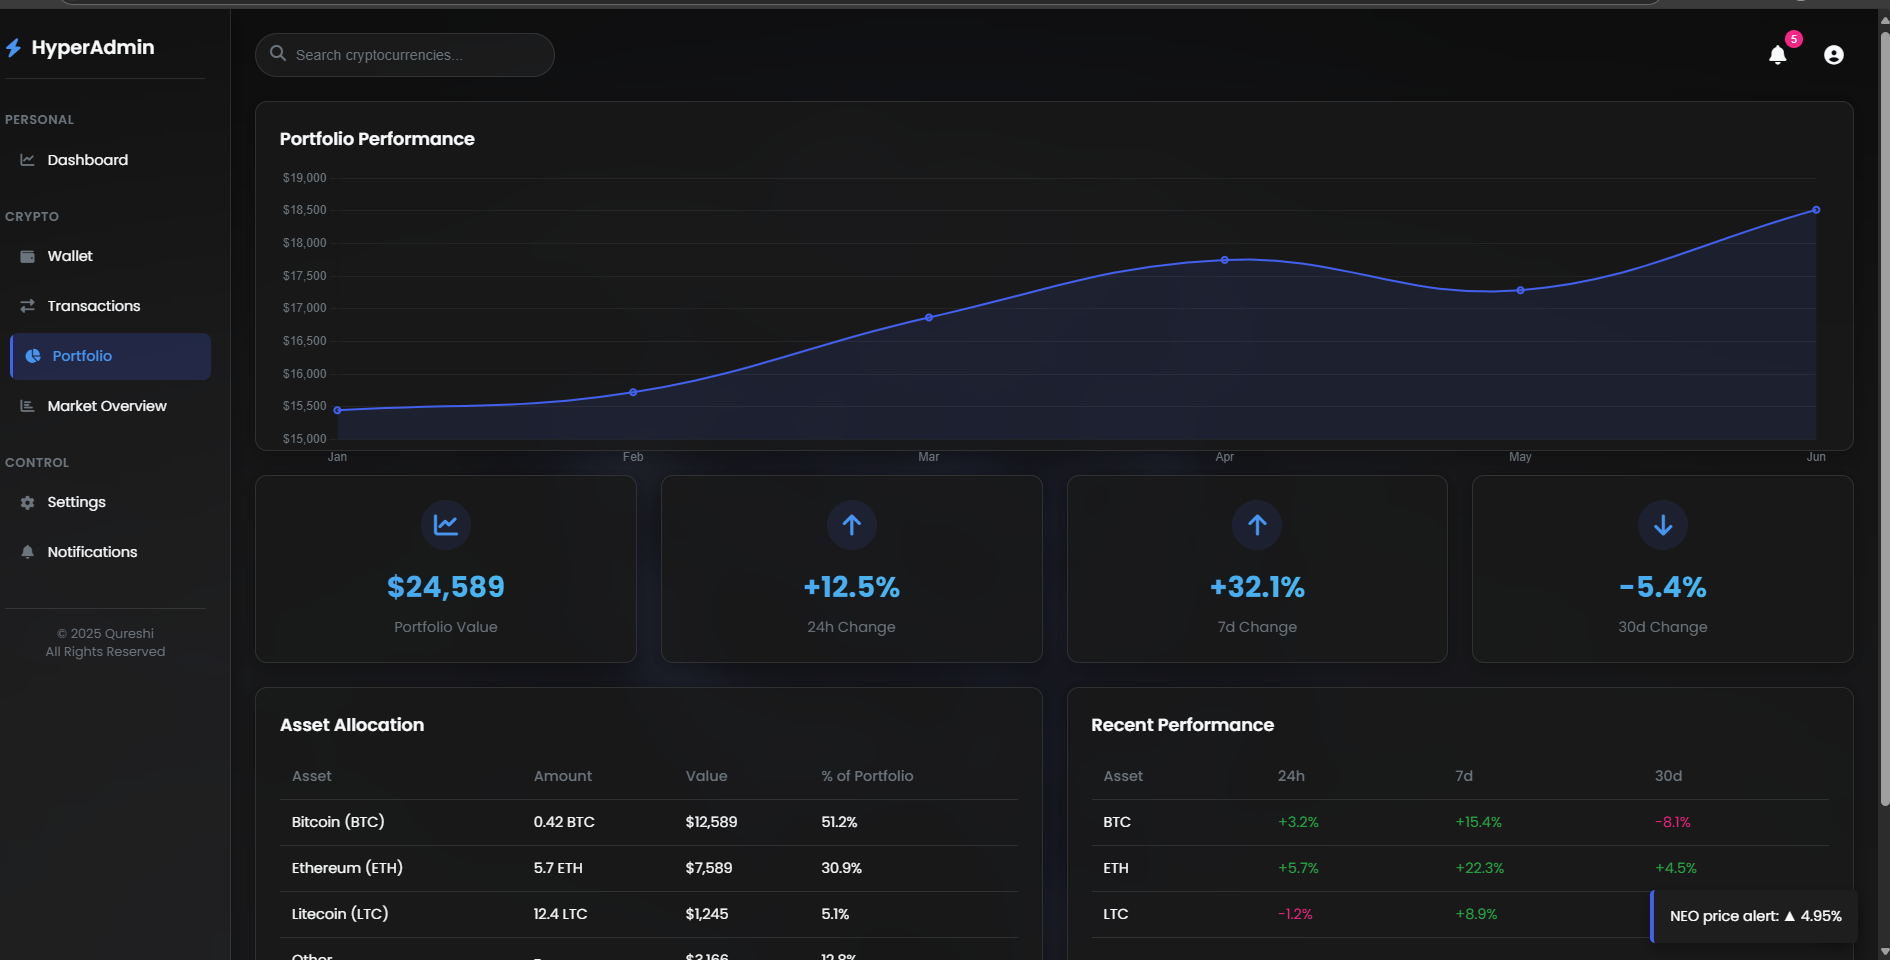 HyperAdmin
PERSONAL
Dashboard
CRYPTO
Wallet
Transactions
Portfolio
Market Overview
CONTROL
Settings
Notifications
© 2025 Qureshi
All Rights Reserved
Search cryptocurrencies...
5
Portfolio Performance
$19,000
$18,500
$18,000
$17,500
$17,000
$16,500
$16,000
$15,500
$15,000
Jan Feb Mar Apr May Jun
$24,589
Portfolio Value
+12.5%
24h Change
+32.1%
7d Change
-5.4%
30d Change
Asset Allocation
Asset Amount Value % of Portfolio
Bitcoin (BTC) 0.42 BTC $12,589 51.2%
Ethereum (ETH) 5.7 ETH $7,589 30.9%
Litecoin (LTC) 12.4 LTC $1,245 5.1%
Other - $3,166 12.8%
Recent Performance
Asset 24h 7d 30d
BTC +3.2% +15.4% -8.1%
ETH +5.7% +22.3% +4.5%
LTC -1.2% +8.9%
NEO price alert: ▲ 4.95%